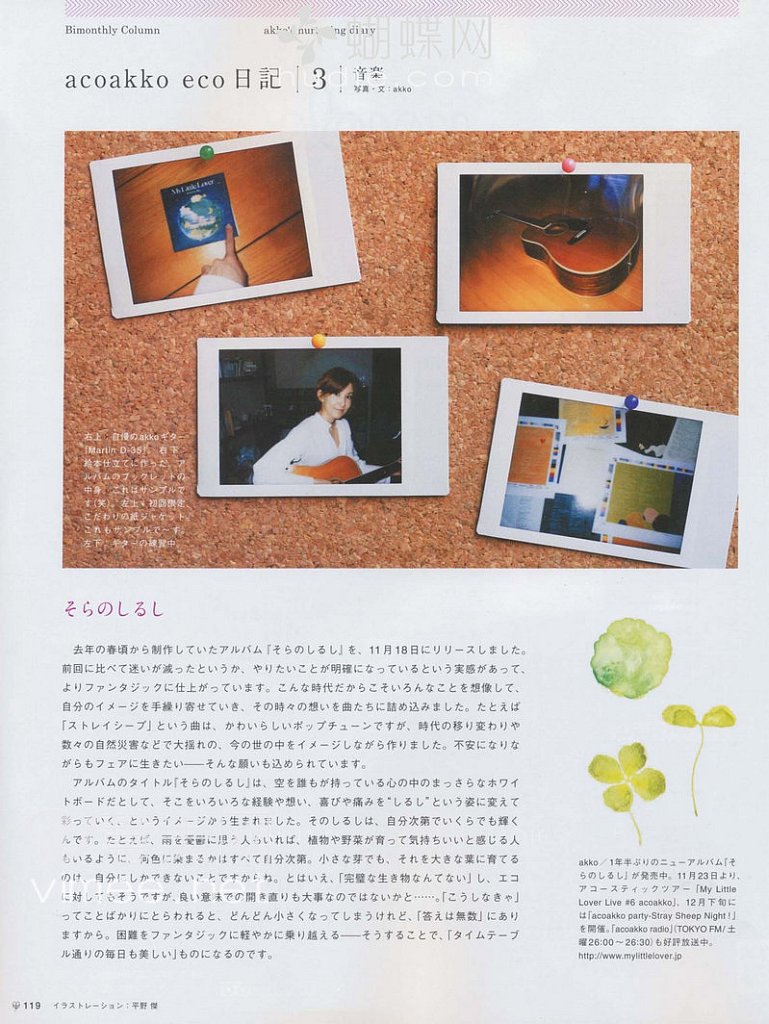 Bimonthly Column
akko's nurturing diary
蝴蝶网
acoakko eco日記 | 3 | 音楽
写真・文：akko
My Little Lover
右上：自慢のakkoギター
「Martin D-35」。右下：
絵本仕立てに作った、ア
ルバムのブックレットの
中身。これはサンプルで
す(笑)。左上：初回限定、
こだわりの紙ジャケット。
これもサンプルでーす。
左下：ギターの練習中。
そらのしるし
去年の春頃から制作していたアルバム『そらのしるし』を、11月18日にリリースしました。
前回に比べて迷いが減ったというか、やりたいことが明確になっているという実感があって、
よりファンタジックに仕上がっています。こんな時代だからこそいろんなことを想像して、
自分のイメージを手繰り寄せていき、その時々の想いを曲たちに詰め込みました。たとえば
「ストレイシープ」という曲は、かわいらしいポップチューンですが、時代の移り変わりや
数々の自然災害などで大揺れの、今の世の中をイメージしながら作りました。不安になりな
がらもフェアに生きたい──そんな願いも込められています。
アルバムのタイトル『そらのしるし』は、空を誰もが持っている心の中のまっさらなホワイ
トボードだとして、そこをいろいろな経験や想い、喜びや痛みを“しるし”という姿に変えて
彩っていく、というイメージから生まれました。そのしるしは、自分次第でいくらでも輝く
んです。たとえば、雨を憂鬱に思う人もいれば、植物や野菜が育って気持ちいいと感じる人
もいるように、何色に染まるかはすべて自分次第。小さな芽でも、それを大きな葉に育てる
のは、自分にしかできないことですからね。とはいえ、「完璧な生き物なんてない」し、エコ
に対してもそうですが、良い意味での開き直りも大事なのではないかと……。「こうしなきゃ」
ってことばかりにとらわれると、どんどん小さくなってしまうけれど、「答えは無数」にあり
ますから。困難をファンタジックに軽やかに乗り越える──そうすることで、「タイムテーブ
ル通りの毎日も美しい」ものになるのです。
akko／1年半ぶりのニューアルバム『そ
らのしるし』が発売中。11月23日より、
アコースティックツアー「My Little
Lover Live #6 acoakko」、12月下旬に
は「acoakko party-Stray Sheep Night!」
を開催。「acoakko radio」(TOKYO FM/土
曜26:00～26:30)も好評放送中。
http://www.mylittlelover.jp
vimee.net
119 イラストレーション：平野 傑